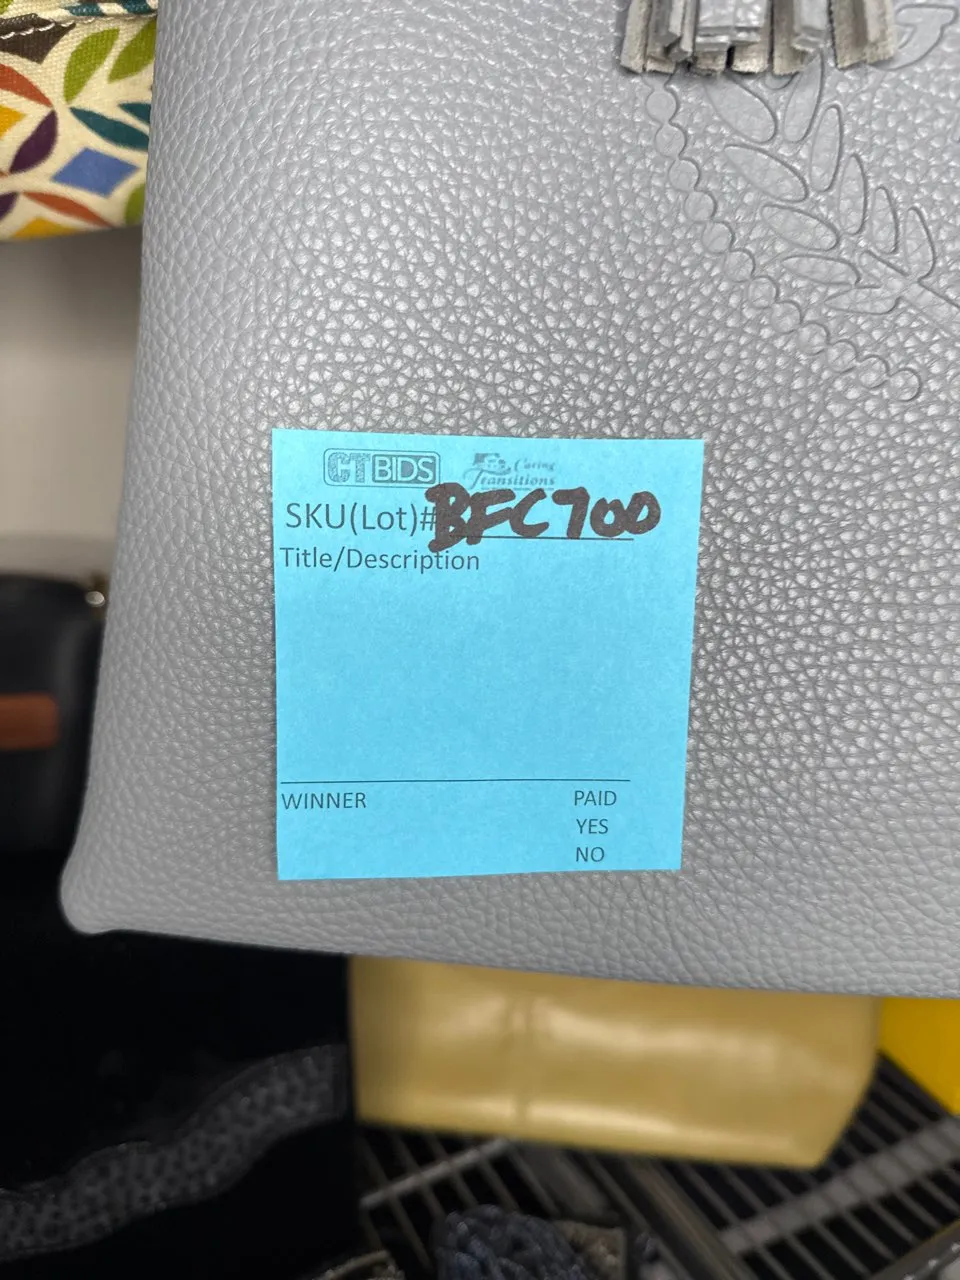 CTBIDS
Caring
Transitions
SKU(Lot)#BFC700
Title/Description
WINNER PAID
YES
NO